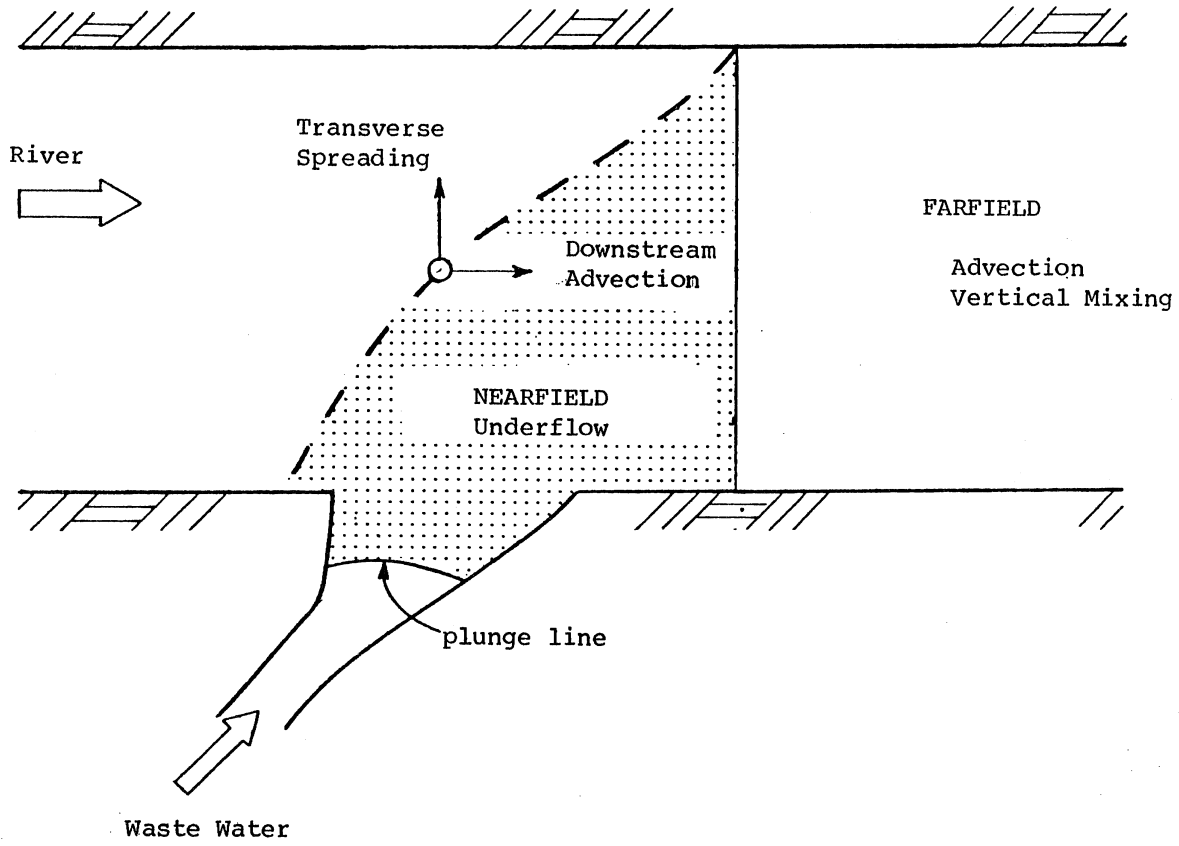 Transverse
Spreading
River
FARFIELD
Downstream
Advection
Advection
Vertical Mixing
NEARFIELD
Underflow
plunge line
Waste Water